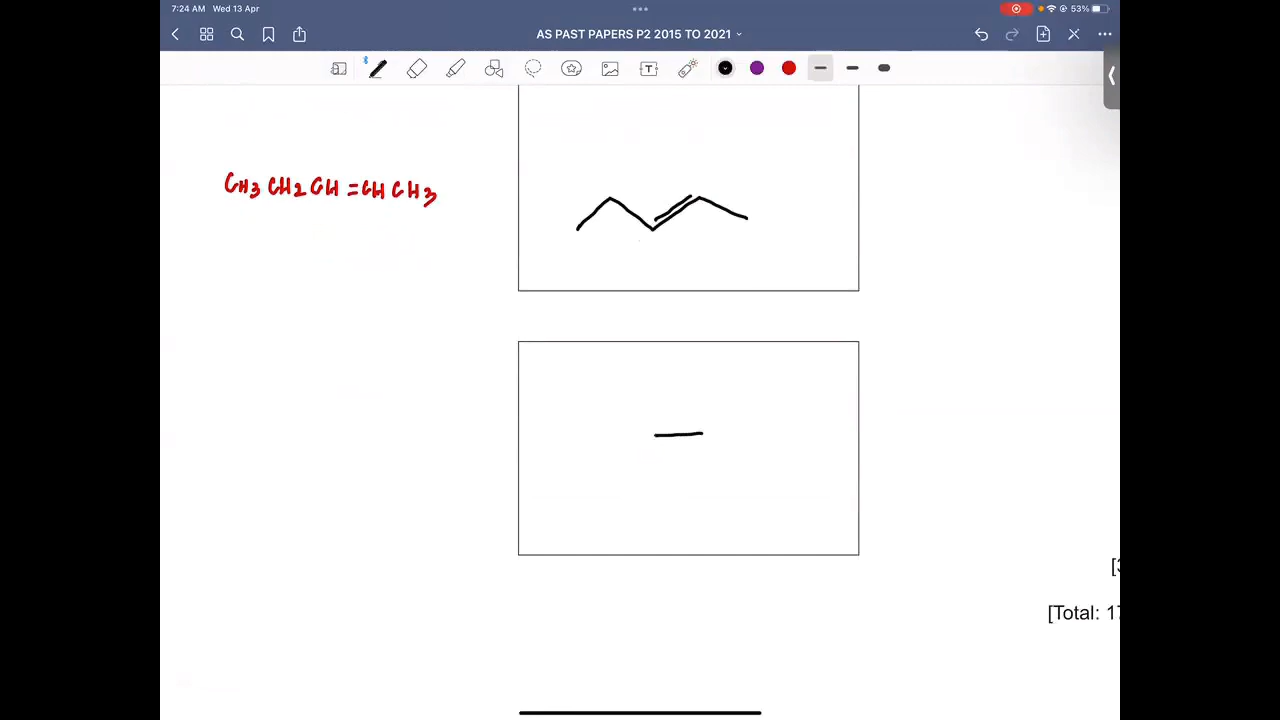 7:24 AM Wed 13 Apr
53%
AS PAST PAPERS P2 2015 TO 2021
T
CH3 CH2 CH = CH CH3
[Total: 17